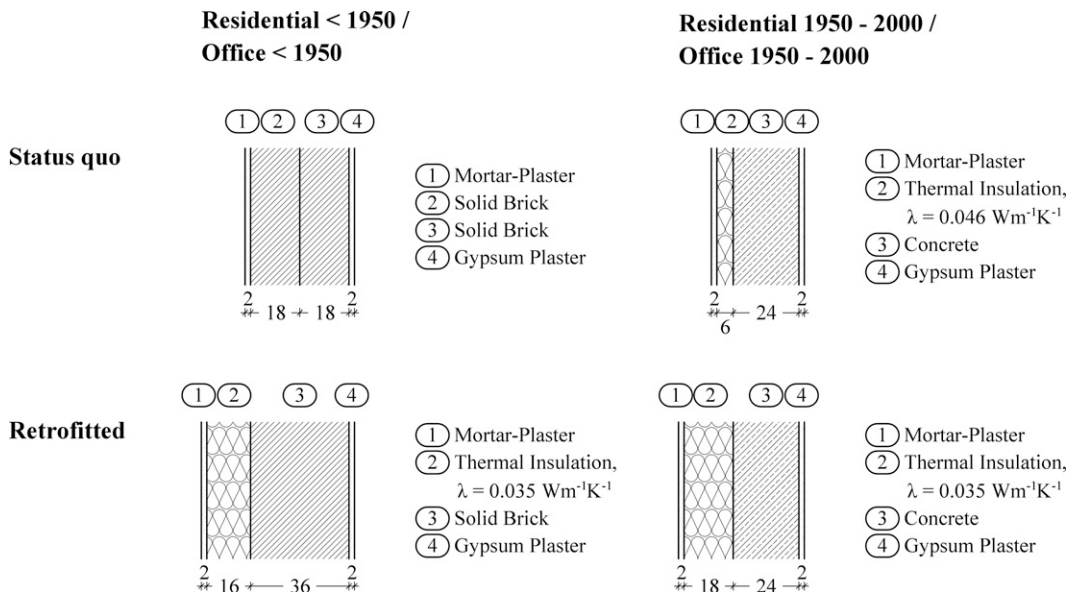 Residential < 1950 /
Office < 1950
Residential 1950 - 2000 /
Office 1950 - 2000
Status quo
1 2 3 4
1 Mortar-Plaster
2 Solid Brick
3 Solid Brick
4 Gypsum Plaster
2 18 18 2
1 2 3 4
1 Mortar-Plaster
2 Thermal Insulation,
λ = 0.046 Wm⁻¹K⁻¹
3 Concrete
4 Gypsum Plaster
2 6 24 2
Retrofitted
1 2 3 4
1 Mortar-Plaster
2 Thermal Insulation,
λ = 0.035 Wm⁻¹K⁻¹
3 Solid Brick
4 Gypsum Plaster
2 16 36 2
1 2 3 4
1 Mortar-Plaster
2 Thermal Insulation,
λ = 0.035 Wm⁻¹K⁻¹
3 Concrete
4 Gypsum Plaster
2 18 24 2